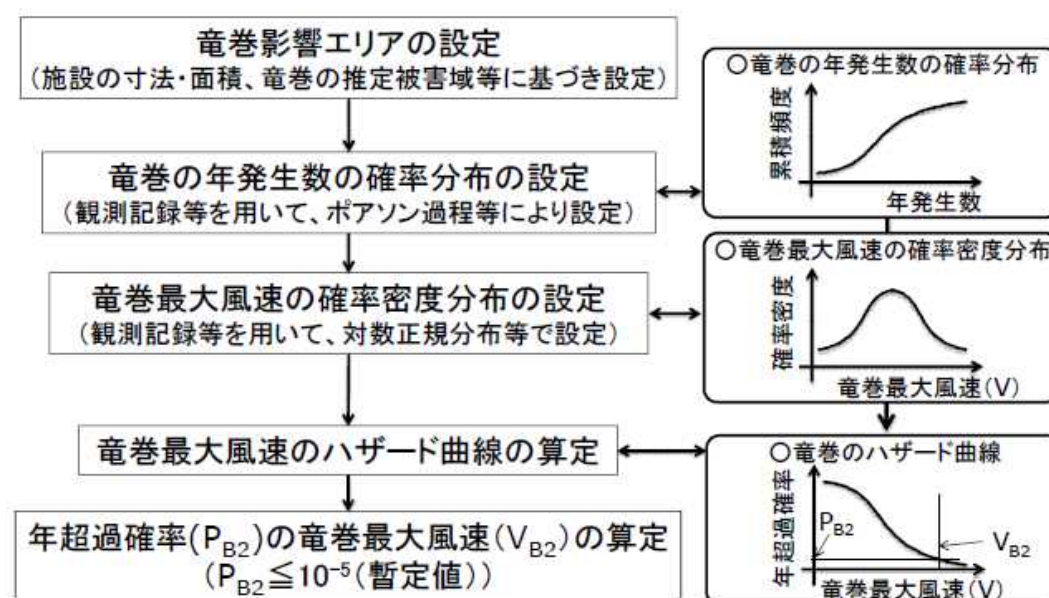 竜巻影響エリアの設定
(施設の寸法・面積、竜巻の推定被害域等に基づき設定)
竜巻の年発生数の確率分布の設定
(観測記録等を用いて、ポアソン過程等により設定)
竜巻最大風速の確率密度分布の設定
(観測記録等を用いて、対数正規分布等で設定)
竜巻最大風速のハザード曲線の算定
年超過確率(PB2)の竜巻最大風速(VB2)の算定
(PB2≦10⁻⁵(暫定値))
○竜巻の年発生数の確率分布
累積頻度
年発生数
○竜巻最大風速の確率密度分布
確率密度
竜巻最大風速(V)
○竜巻のハザード曲線
年超過確率
PB2
VB2
竜巻最大風速(V)